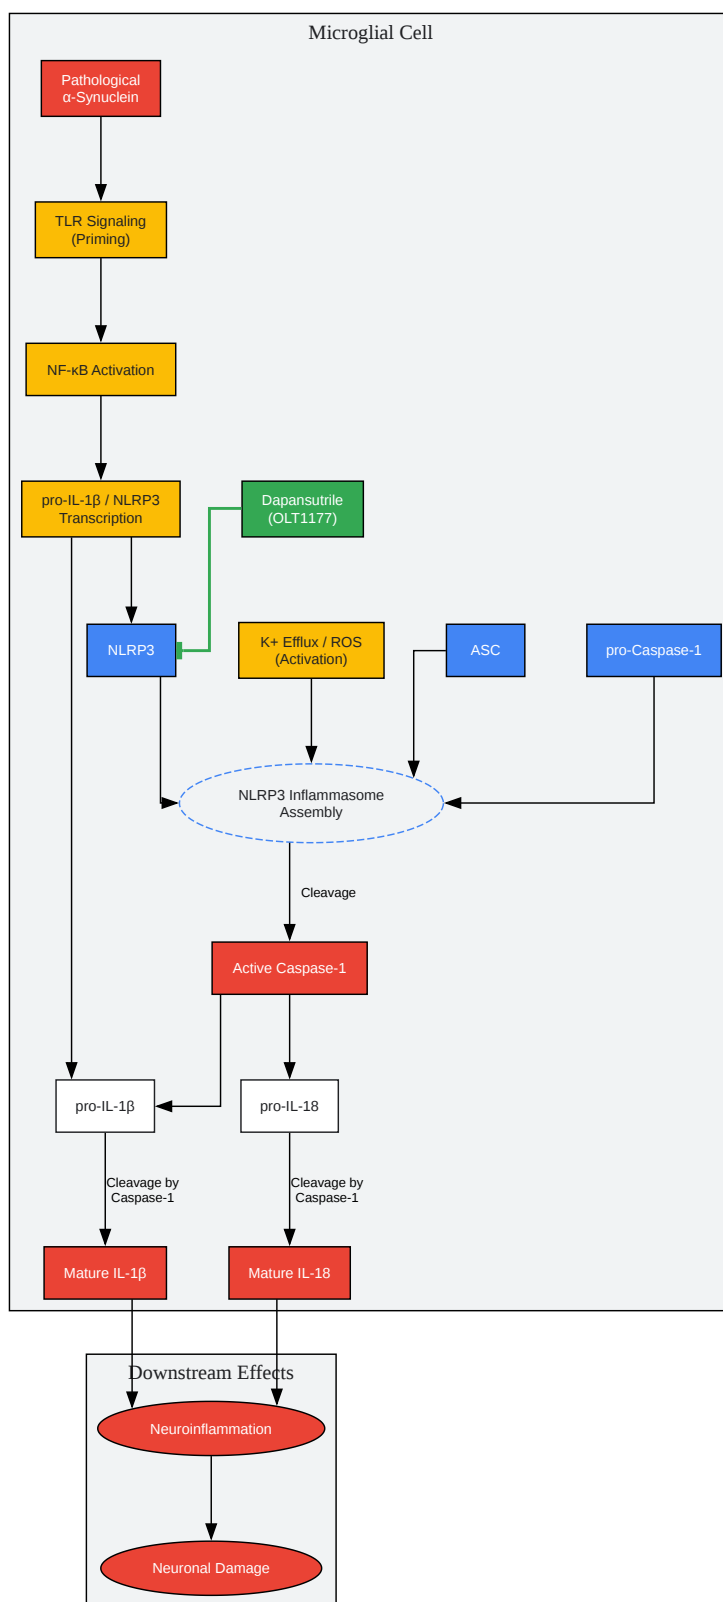 Microglial Cell
Pathological
α-Synuclein
TLR Signaling
(Priming)
NF-κB Activation
pro-IL-1β / NLRP3
Transcription
Dapansutrile
(OLT1177)
NLRP3
K+ Efflux / ROS
(Activation)
ASC
pro-Caspase-1
NLRP3 Inflammasome
Assembly
Cleavage
Active Caspase-1
pro-IL-1β
pro-IL-18
Cleavage by
Caspase-1
Cleavage by
Caspase-1
Mature IL-1β
Mature IL-18
Downstream Effects
Neuroinflammation
Neuronal Damage